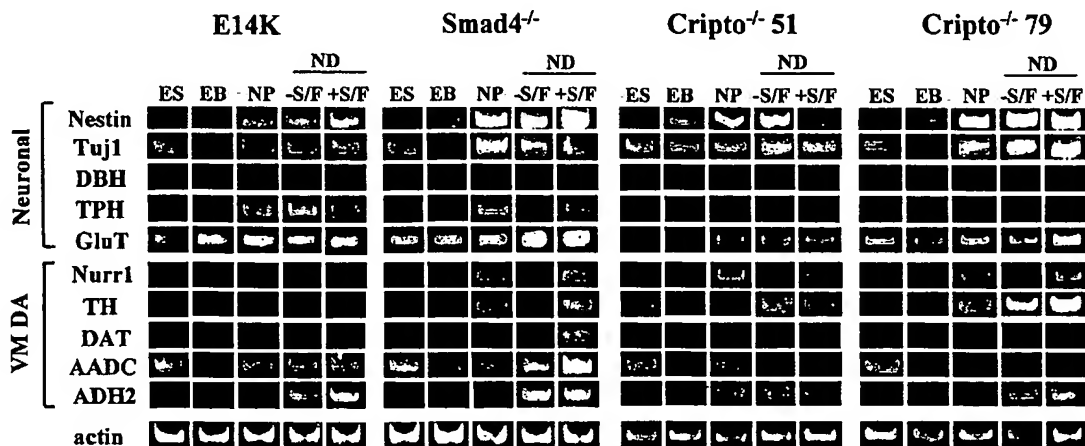 E14K Smad4-/- Cripto-/- 51 Cripto-/- 79
ND ND ND ND
ES EB NP -S/F +S/F ES EB NP -S/F +S/F ES EB NP -S/F +S/F ES EB NP -S/F +S/F
Neuronal
Nestin
Tuj1
DBH
TPH
GluT
VM DA
Nurr1
TH
DAT
AADC
ADH2
actin